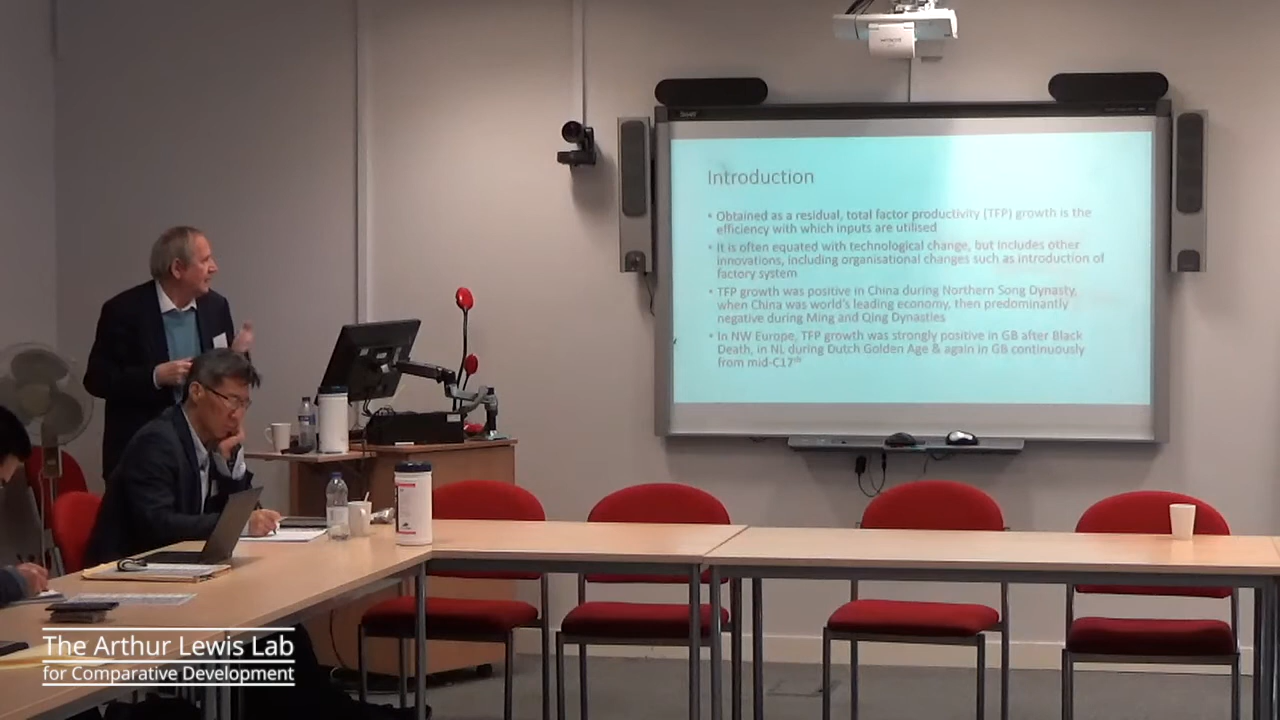 Introduction
• Obtained as a residual, total factor productivity (TFP) growth is the
efficiency with which inputs are utilised
• It is often equated with technological change, but includes other
innovations, including organisational changes such as introduction of
factory system
• TFP growth was positive in China during Northern Song Dynasty,
when China was world's leading economy, then predominantly
negative during Ming and Qing Dynasties
• In NW Europe, TFP growth was strongly positive in GB after Black
Death, in NL during Dutch Golden Age & again in GB continuously
from mid-C17th
The Arthur Lewis Lab
for Comparative Development